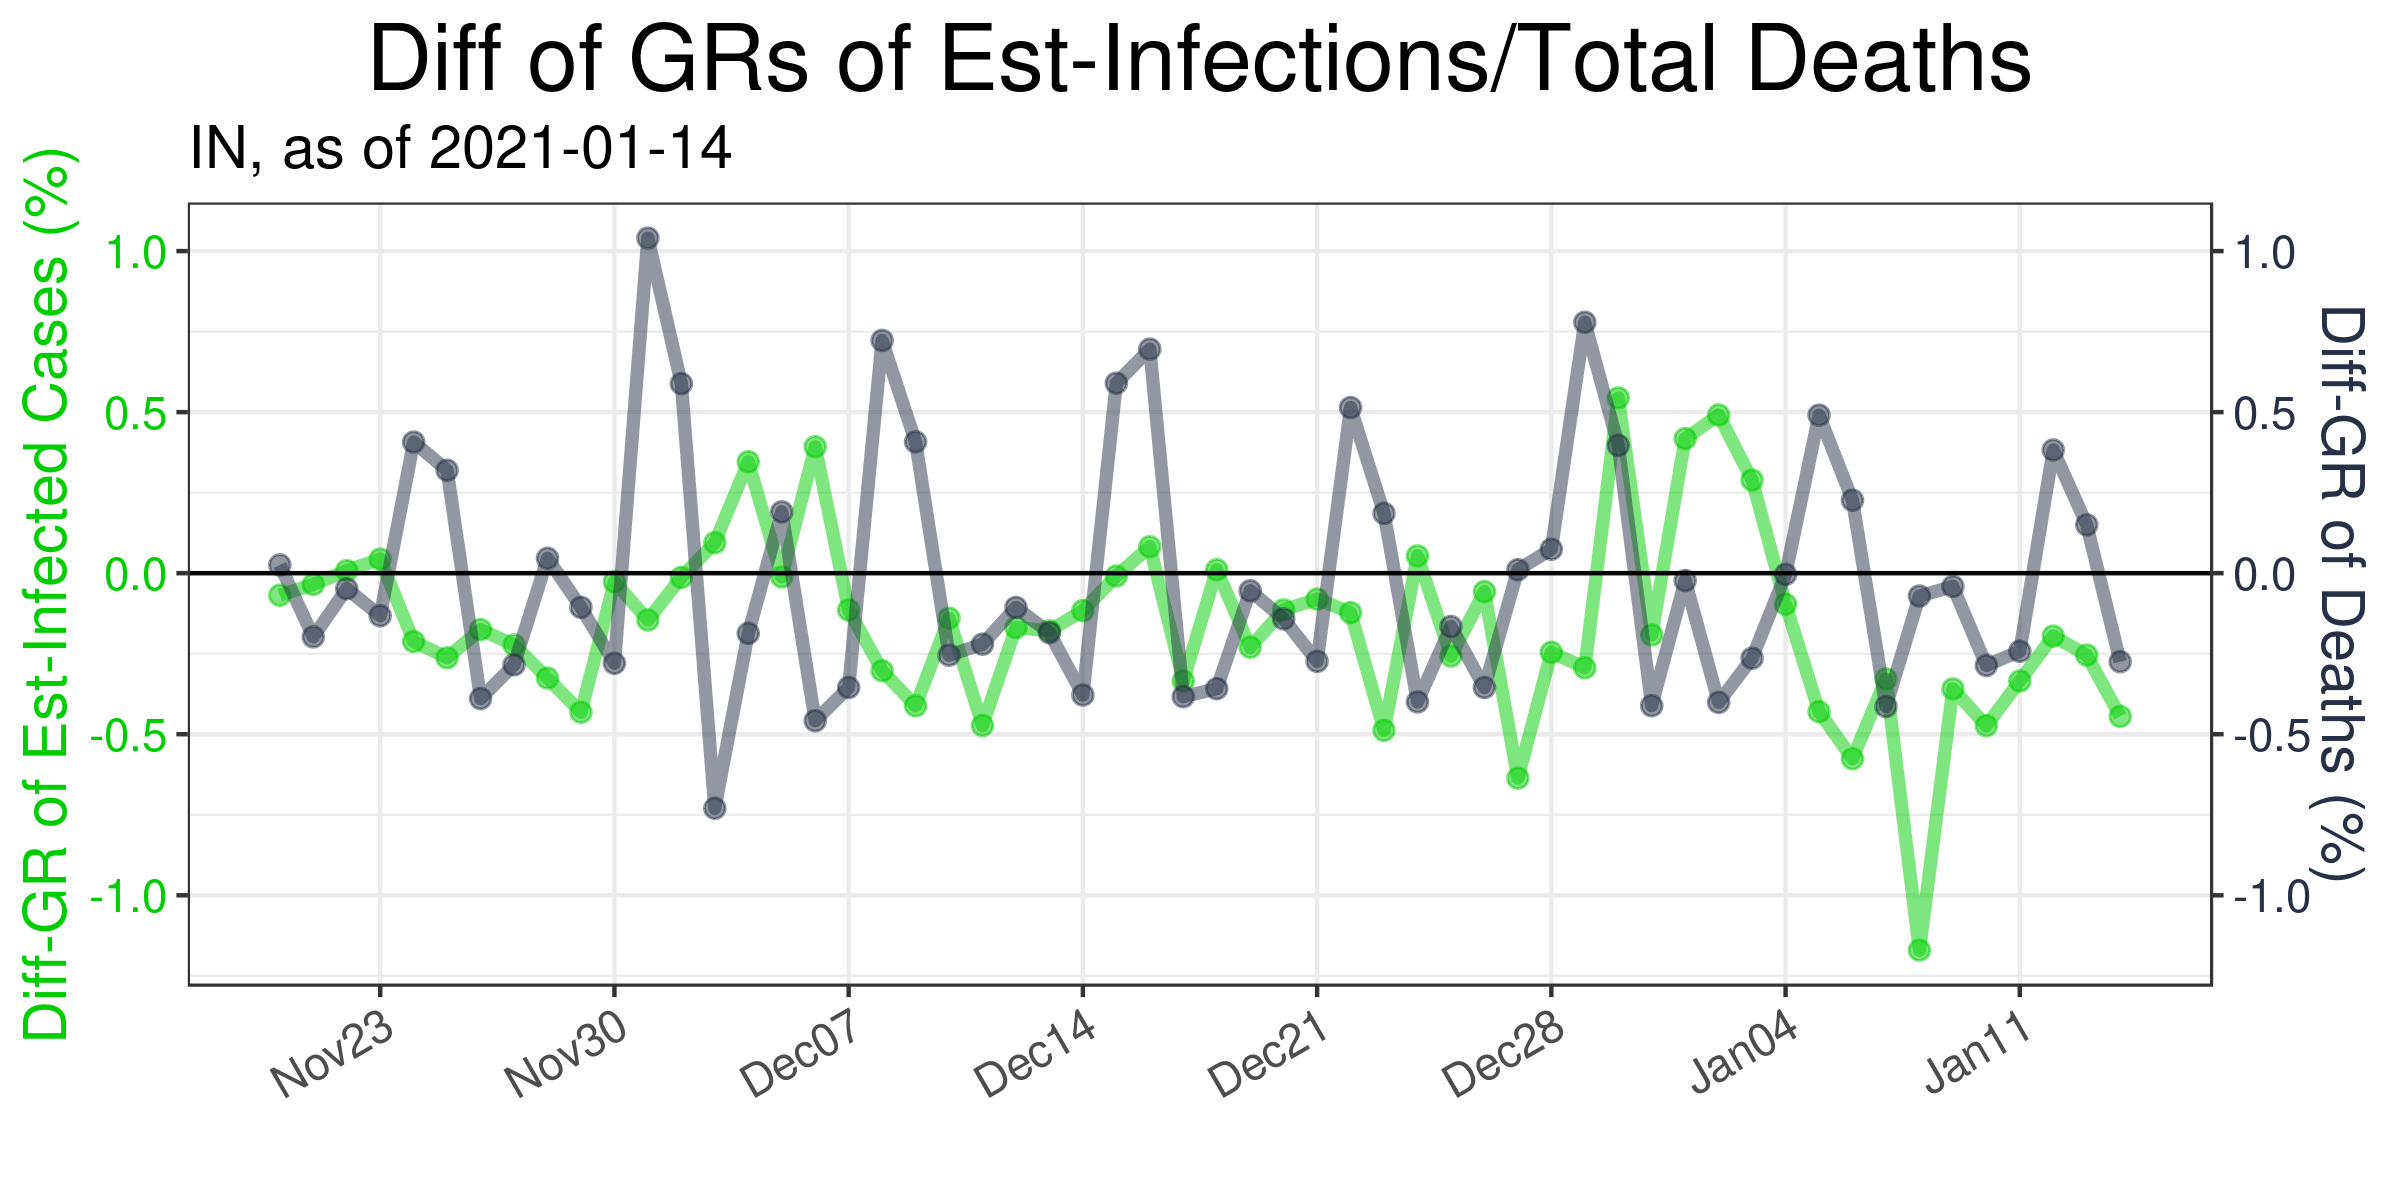 Diff of GRs of Est-Infections/Total Deaths
IN, as of 2021-01-14
Diff-GR of Est-Infected Cases (%)
1.0
0.5
0.0
-0.5
-1.0
1.0
0.5
0.0
-0.5
-1.0
Diff-GR of Deaths (%)
Nov23
Nov30
Dec07
Dec14
Dec21
Dec28
Jan04
Jan11